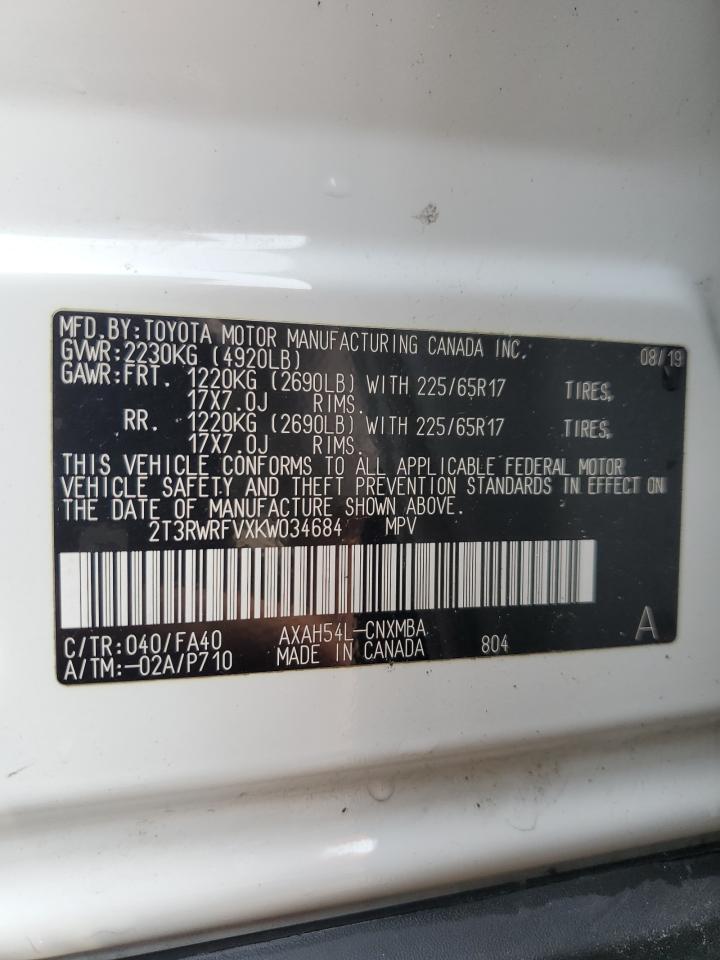 MFD.BY:TOYOTA MOTOR MANUFACTURING CANADA INC. 08/19
GVWR:2230KG (4920LB)
GAWR:FRT. 1220KG (2690LB) WITH 225/65R17 TIRES,
17X7.0J RIMS.
RR. 1220KG (2690LB) WITH 225/65R17 TIRES,
17X7.0J RIMS.
THIS VEHICLE CONFORMS TO ALL APPLICABLE FEDERAL MOTOR
VEHICLE SAFETY AND THEFT PREVENTION STANDARDS IN EFFECT ON
THE DATE OF MANUFACTURE SHOWN ABOVE.
2T3RWRFVXKW034684 MPV
C/TR:040/FA40 AXAH54L-CNXMBA A
A/TM:-02A/P710 MADE IN CANADA 804